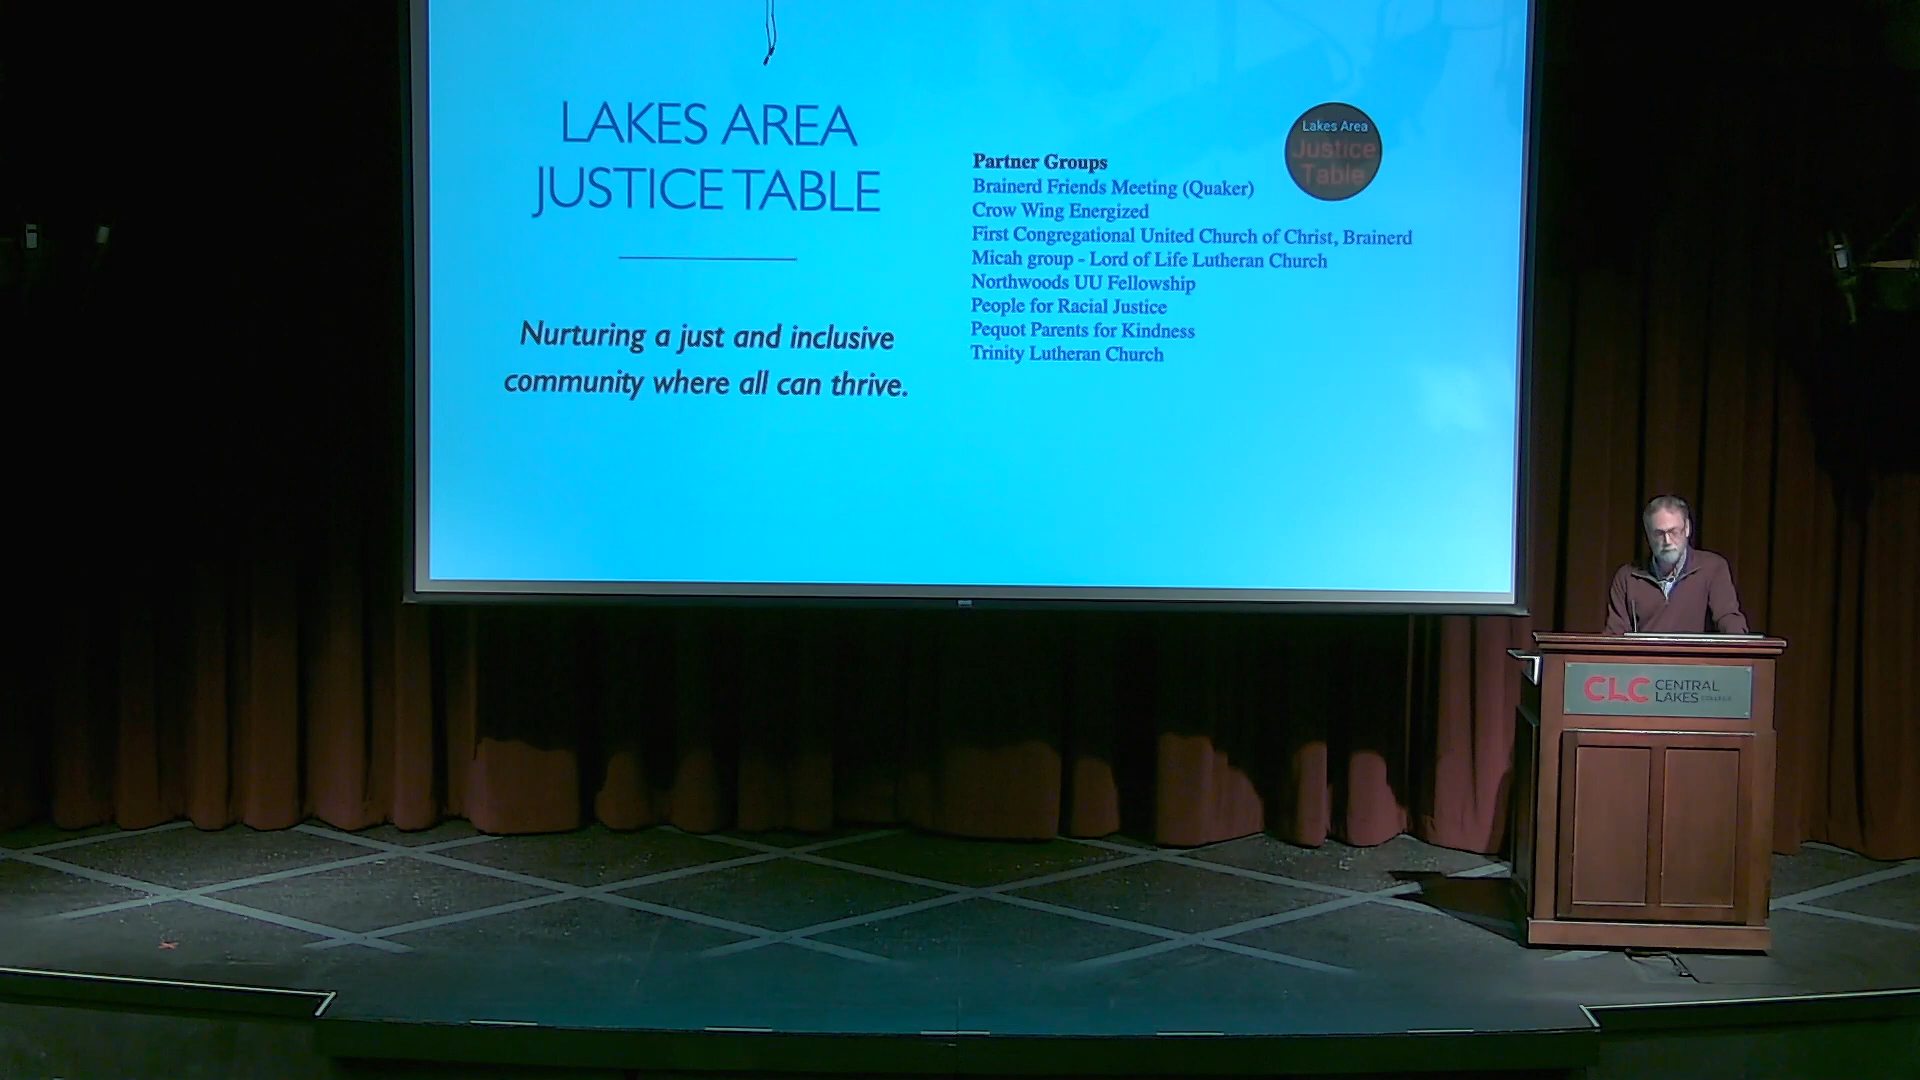 LAKES AREA
JUSTICE TABLE
Nurturing a just and inclusive
community where all can thrive.
Partner Groups
Brainerd Friends Meeting (Quaker)
Crow Wing Energized
First Congregational United Church of Christ, Brainerd
Micah group - Lord of Life Lutheran Church
Northwoods UU Fellowship
People for Racial Justice
Pequot Parents for Kindness
Trinity Lutheran Church
Lakes Area
Justice
Table
CLC CENTRAL
LAKES COLLEGE